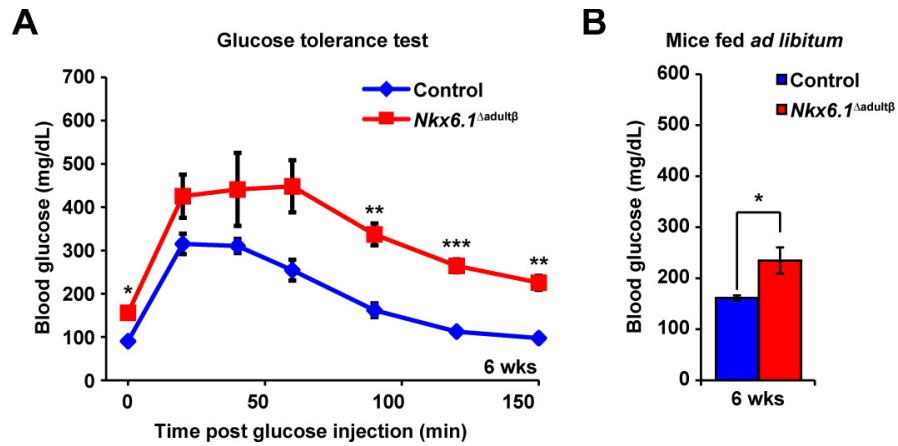 A
Glucose tolerance test
Blood glucose (mg/dL)
700
600
500
400
300
200
100
0
Control
Nkx6.1Δadultβ
*
**
***
**
6 wks
0
50
100
150
Time post glucose injection (min)
B
Mice fed ad libitum
Blood glucose (mg/dL)
600
500
400
300
200
100
0
Control
Nkx6.1Δadultβ
*
6 wks